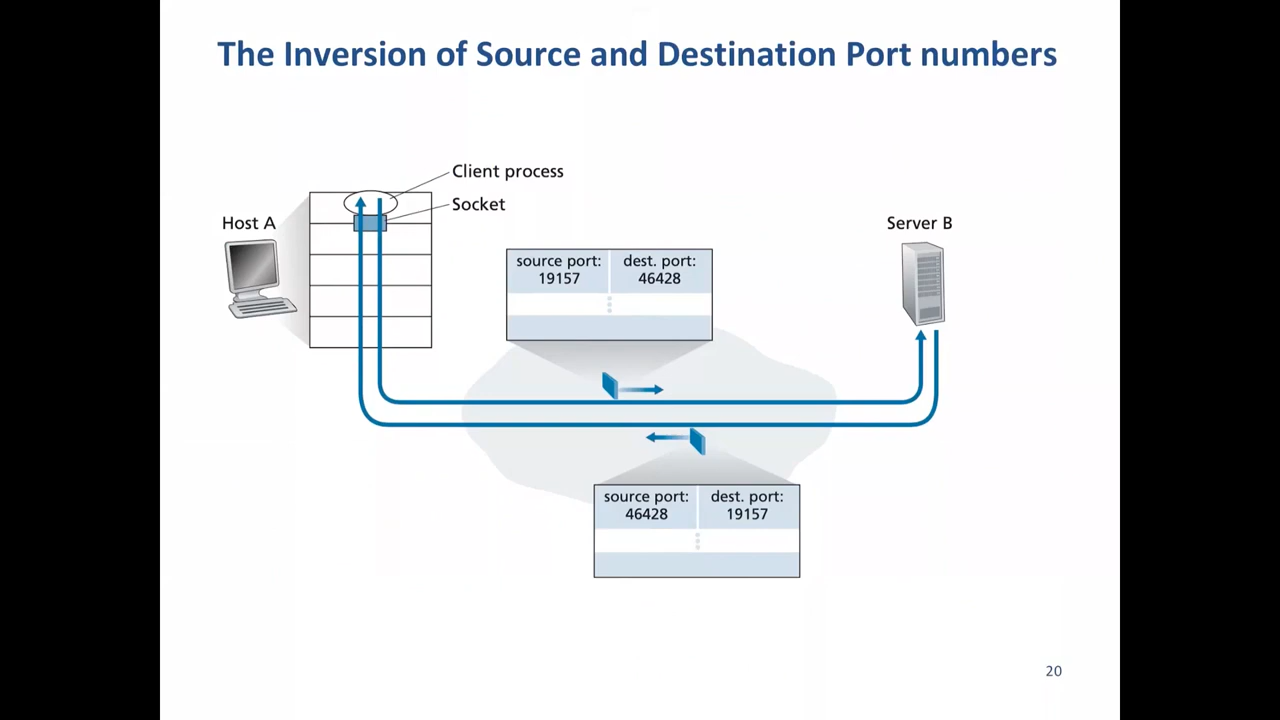 The Inversion of Source and Destination Port numbers
Client process
Socket
Host A
Server B
source port:
19157
dest. port:
46428
source port:
46428
dest. port:
19157
20